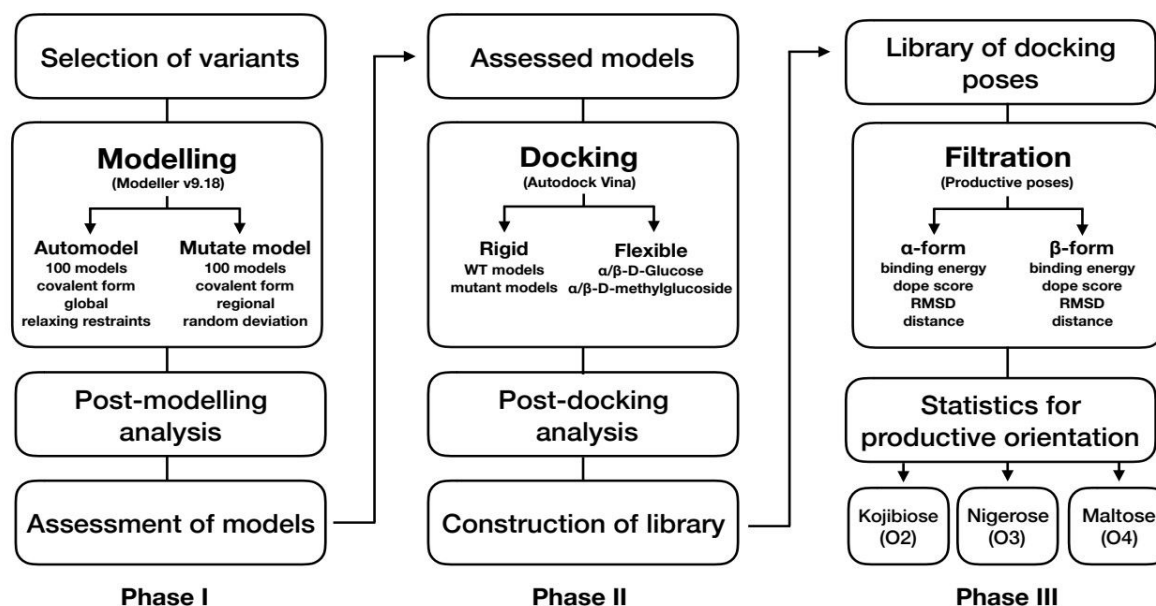 Selection of variants
Modelling
(Modeller v9.18)
Automodel
100 models
covalent form
global
relaxing restraints
Mutate model
100 models
covalent form
regional
random deviation
Post-modelling
analysis
Assessment of models
Phase I
Assessed models
Docking
(Autodock Vina)
Rigid
WT models
mutant models
Flexible
α/β-D-Glucose
α/β-D-methylglucoside
Post-docking
analysis
Construction of library
Phase II
Library of docking
poses
Filtration
(Productive poses)
α-form
binding energy
dope score
RMSD
distance
β-form
binding energy
dope score
RMSD
distance
Statistics for
productive orientation
Kojibiose
(O2)
Nigerose
(O3)
Maltose
(O4)
Phase III